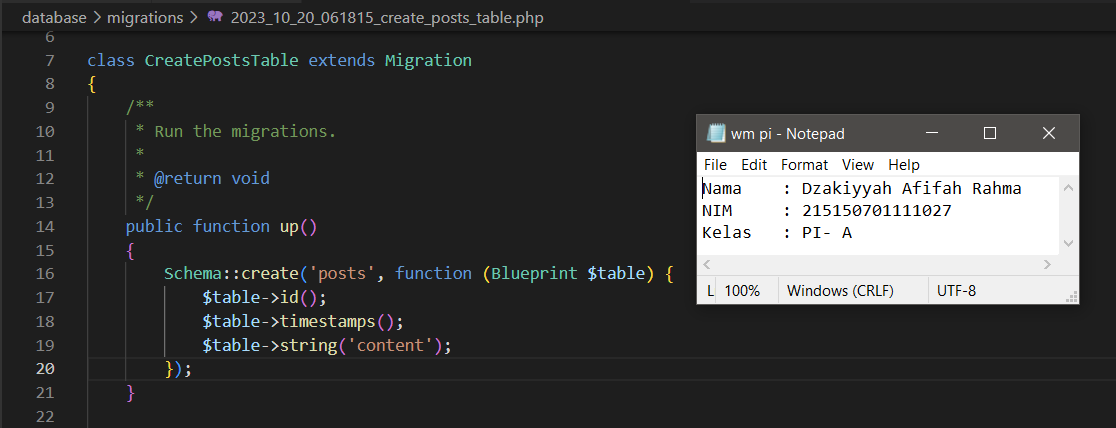 database > migrations > 2023_10_20_061815_create_posts_table.php
6
7 class CreatePostsTable extends Migration
8 {
9 /**
10 * Run the migrations.
11 *
12 * @return void
13 */
14 public function up()
15 {
16 Schema::create('posts', function (Blueprint $table) {
17 $table->id();
18 $table->timestamps();
19 $table->string('content');
20 });
21 }
22
wm pi - Notepad
File Edit Format View Help
Nama : Dzakiyyah Afifah Rahma
NIM : 215150701111027
Kelas : PI- A
L 100% Windows (CRLF) UTF-8